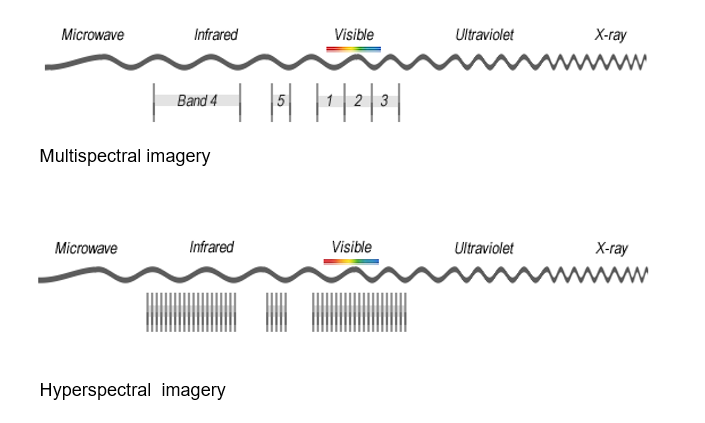 Microwave Infrared Visible Ultraviolet X-ray
Band 4 5 1 2 3
Multispectral imagery
Microwave Infrared Visible Ultraviolet X-ray
Hyperspectral imagery